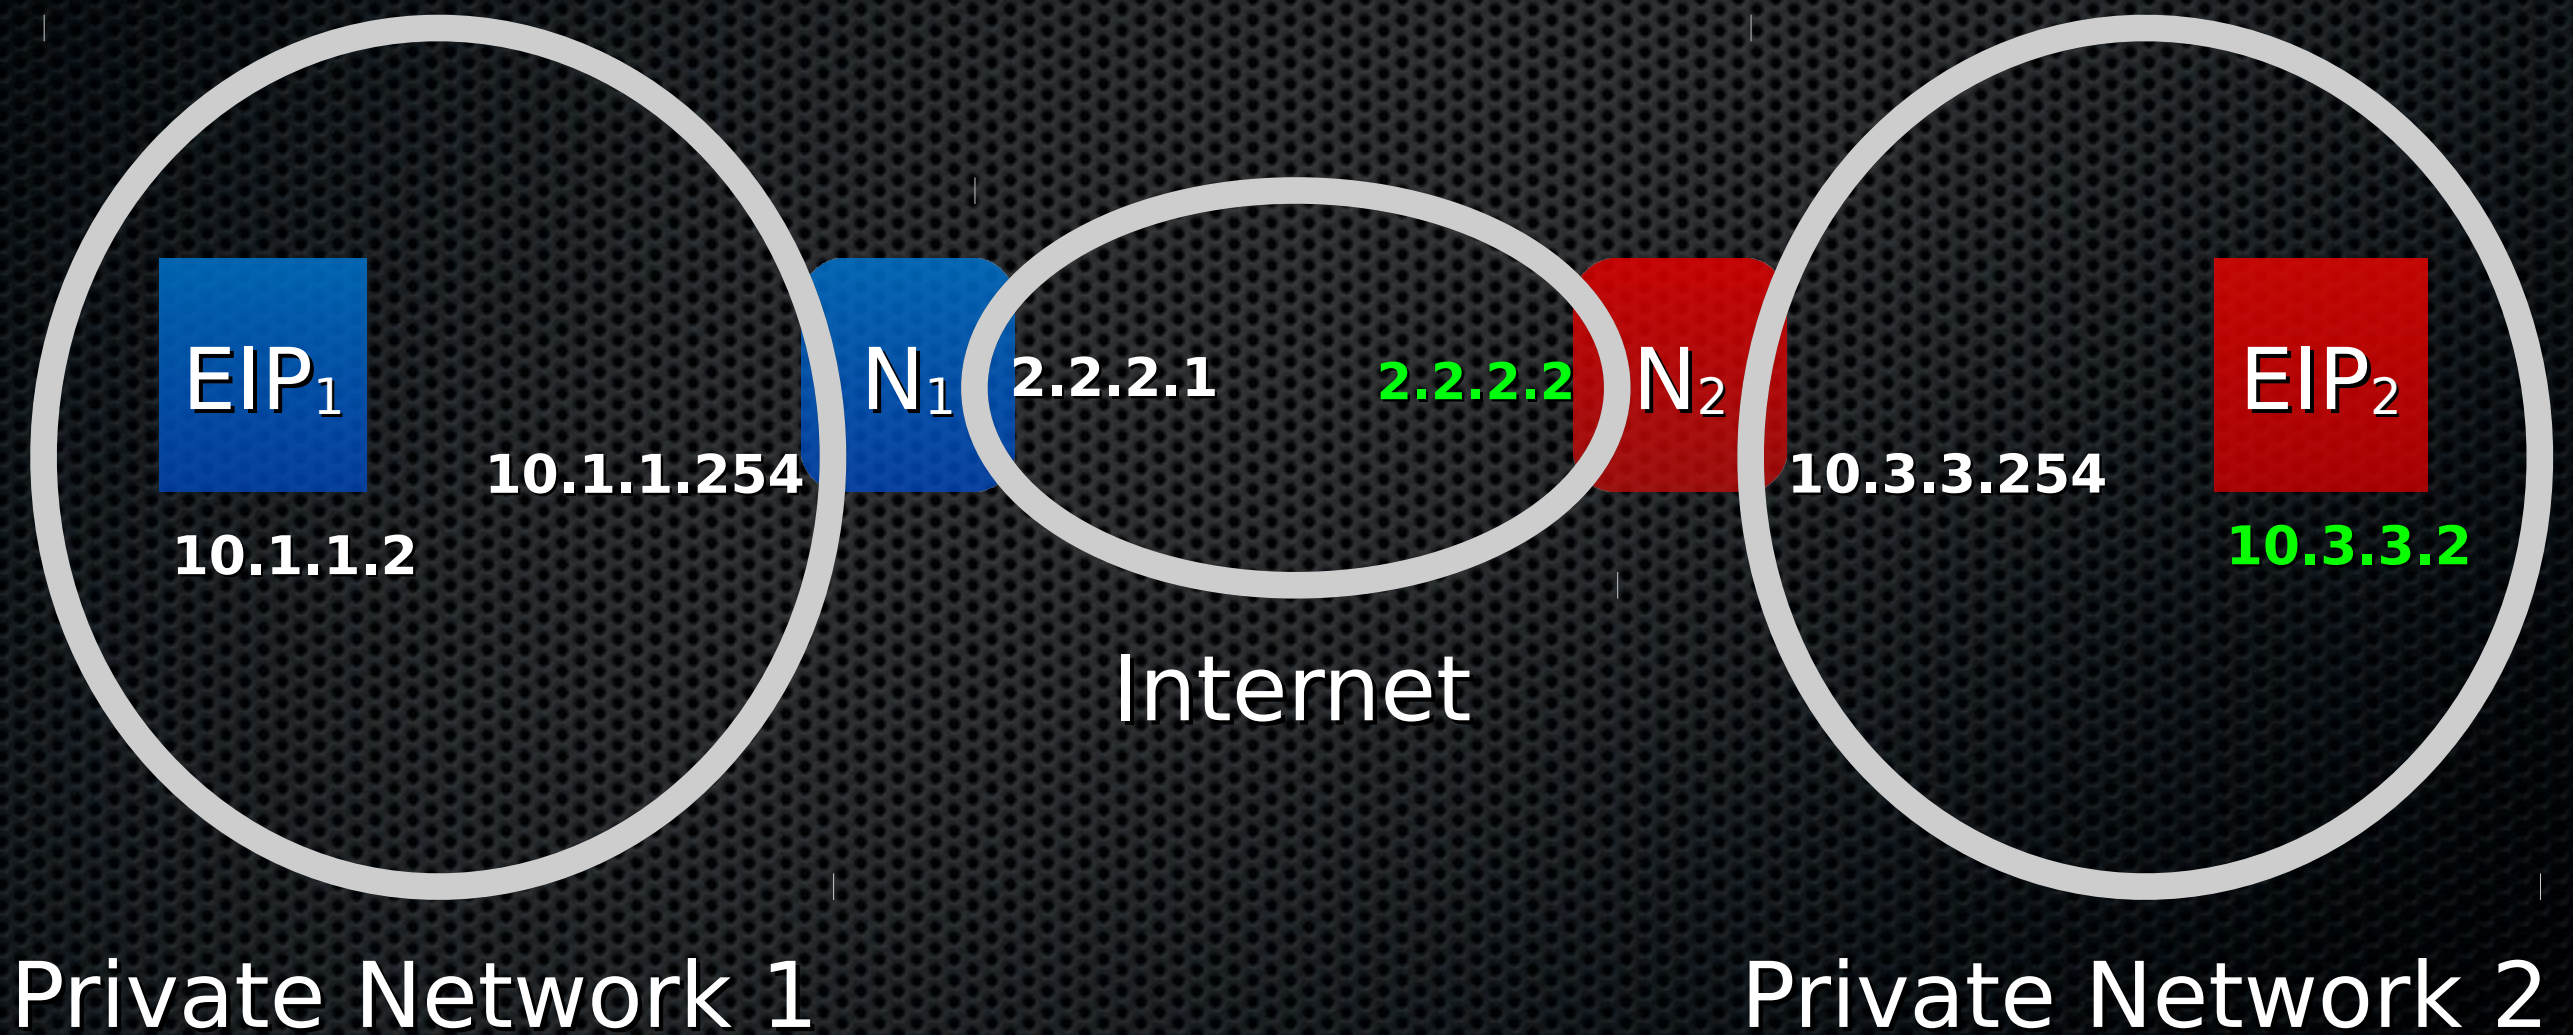 EIP₁
N₁
2.2.2.1
2.2.2.2
N₂
EIP₂
10.1.1.254
10.3.3.254
10.1.1.2
10.3.3.2
Internet
Private Network 1
Private Network 2